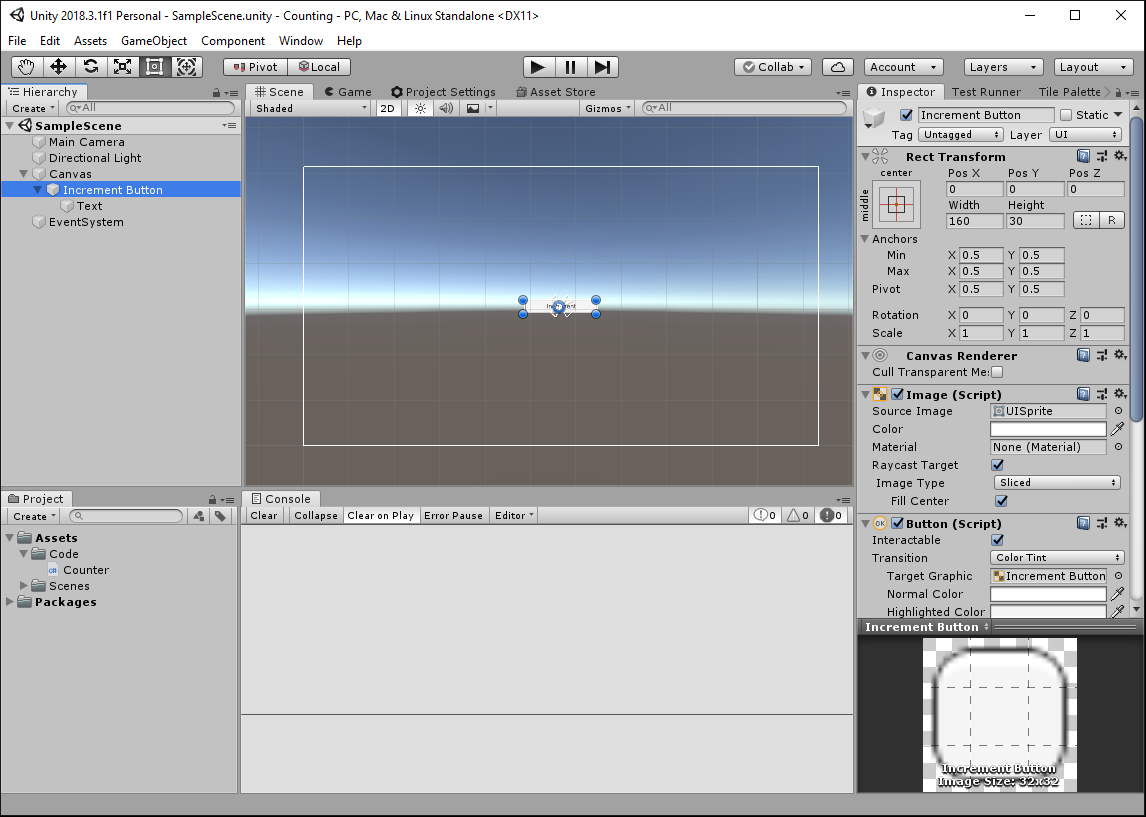 Unity 2018.3.1f1 Personal - SampleScene.unity - Counting - PC, Mac & Linux Standalone <DX11>
File Edit Assets GameObject Component Window Help
Pivot Local Collab Account Layers Layout
Hierarchy
Create All
SampleScene
Main Camera
Directional Light
Canvas
Increment Button
Text
EventSystem
Scene Game Project Settings Asset Store
Shaded 2D Gizmos All
Increment
Project
Create
Assets
Code
C#
Counter
Scenes
Packages
Console
Clear Collapse Clear on Play Error Pause Editor 0 0 0
Inspector Test Runner Tile Palette
Increment Button Static
Tag Untagged Layer UI
Rect Transform
center Pos X Pos Y Pos Z
middle 0 0 0
Width Height
160 30 R
Anchors
Min X 0.5 Y 0.5
Max X 0.5 Y 0.5
Pivot X 0.5 Y 0.5
Rotation X 0 Y 0 Z 0
Scale X 1 Y 1 Z 1
Canvas Renderer
Cull Transparent Mes
Image (Script)
Source Image UISprite
Color
Material None (Material)
Raycast Target
Image Type Sliced
Fill Center
OK Button (Script)
Interactable
Transition Color Tint
Target Graphic Increment Button
Normal Color
Highlighted Color
Increment Button
Increment Button
Image Size: 32x32